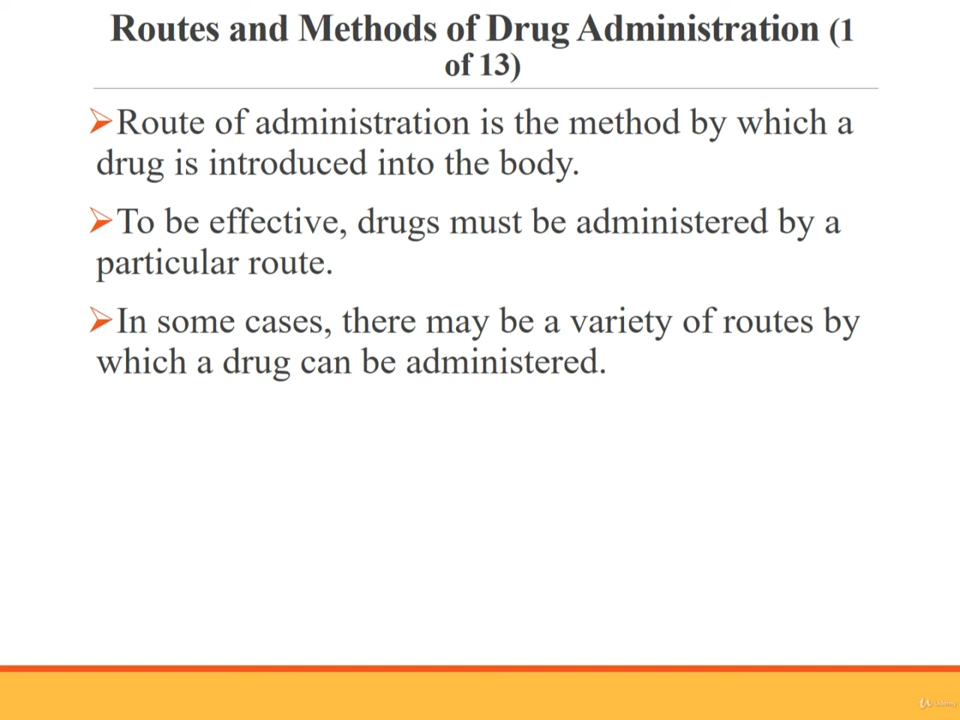 Routes and Methods of Drug Administration (1
of 13)
Route of administration is the method by which a
drug is introduced into the body.
To be effective, drugs must be administered by a
particular route.
In some cases, there may be a variety of routes by
which a drug can be administered.
Udemy